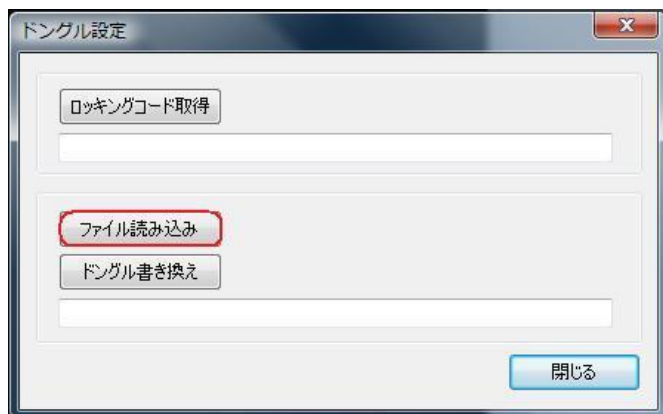 ドングル設定
ロッキングコード取得
ファイル読み込み
ドングル書き換え
閉じる